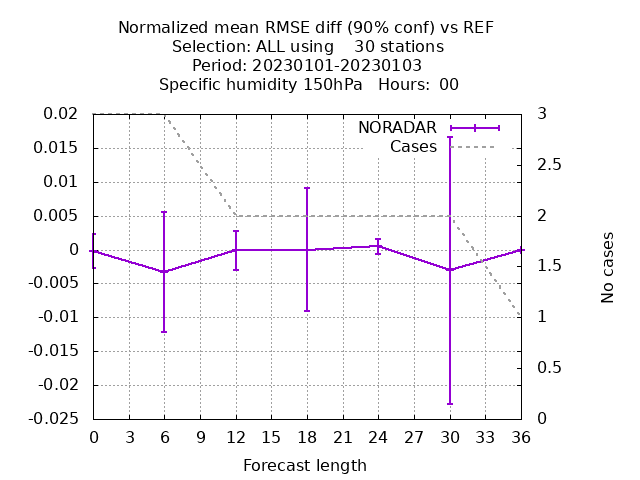 Normalized mean RMSE diff (90% conf) vs REF
Selection: ALL using    30 stations
Period: 20230101-20230103
Specific humidity 150hPa   Hours:  00
NORADAR
Cases
0.02
0.015
0.01
0.005
0
-0.005
-0.01
-0.015
-0.02
-0.025
3
2.5
2
1.5
1
0.5
0
No cases
0 3 6 9 12 15 18 21 24 27 30 33 36
Forecast length